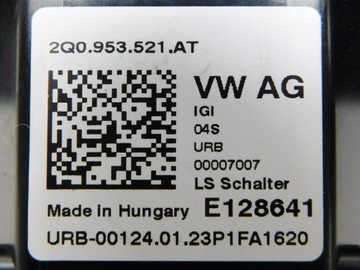 2Q0.953.521.AT
VW AG
IGI
04S
URB
00007007
LS Schalter
Made in Hungary E128641
URB-00124.01.23P1FA1620